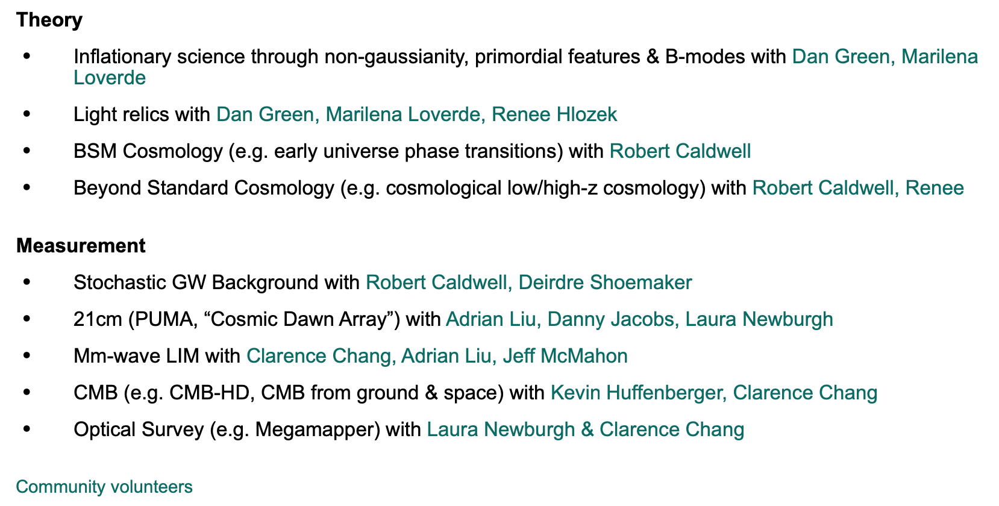 Theory
• Inflationary science through non-gaussianity, primordial features & B-modes with Dan Green, Marilena
Loverde
• Light relics with Dan Green, Marilena Loverde, Renee Hlozek
• BSM Cosmology (e.g. early universe phase transitions) with Robert Caldwell
• Beyond Standard Cosmology (e.g. cosmological low/high-z cosmology) with Robert Caldwell, Renee
Measurement
• Stochastic GW Background with Robert Caldwell, Deirdre Shoemaker
• 21cm (PUMA, “Cosmic Dawn Array”) with Adrian Liu, Danny Jacobs, Laura Newburgh
• Mm-wave LIM with Clarence Chang, Adrian Liu, Jeff McMahon
• CMB (e.g. CMB-HD, CMB from ground & space) with Kevin Huffenberger, Clarence Chang
• Optical Survey (e.g. Megamapper) with Laura Newburgh & Clarence Chang
Community volunteers